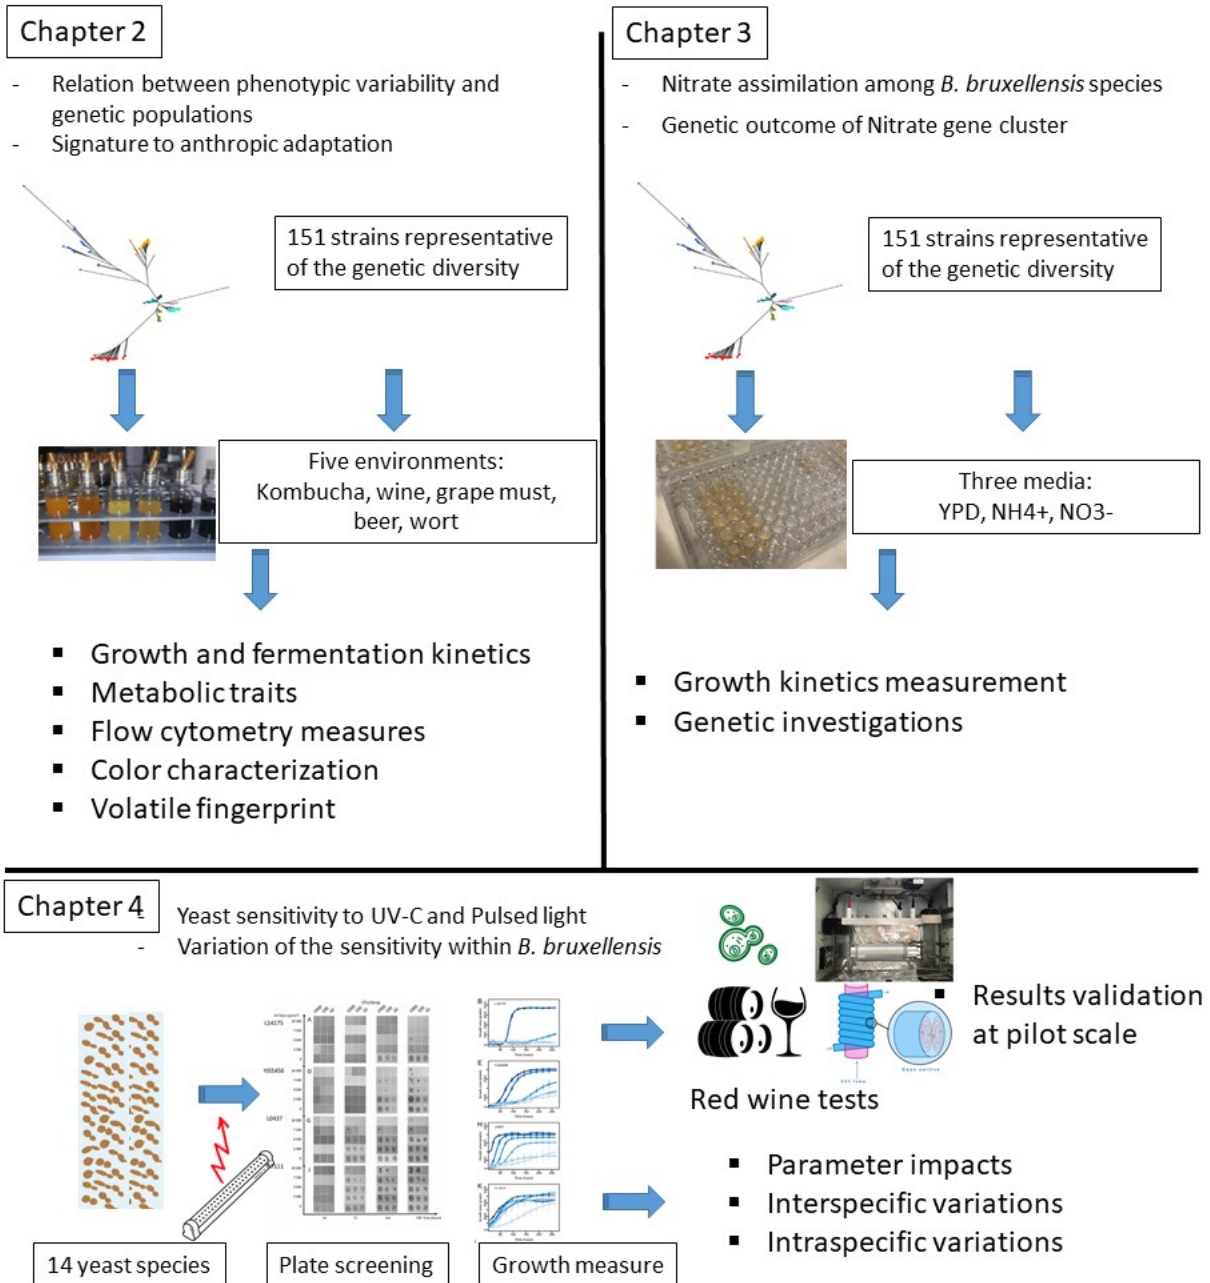 Chapter 2
- Relation between phenotypic variability and
genetic populations
- Signature to anthropic adaptation
151 strains representative
of the genetic diversity
Five environments:
Kombucha, wine, grape must,
beer, wort
▪ Growth and fermentation kinetics
▪ Metabolic traits
▪ Flow cytometry measures
▪ Color characterization
▪ Volatile fingerprint
Chapter 3
- Nitrate assimilation among B. bruxellensis species
- Genetic outcome of Nitrate gene cluster
151 strains representative
of the genetic diversity
Three media:
YPD, NH4+, NO3-
▪ Growth kinetics measurement
▪ Genetic investigations
Chapter 4
- Yeast sensitivity to UV-C and Pulsed light
- Variation of the sensitivity within B. bruxellensis
L14175
L0437
A
D
G
J
B
E
H
K
14 yeast species
Plate screening
Growth measure
▪ Results validation
at pilot scale
Red wine tests
▪ Parameter impacts
▪ Interspecific variations
▪ Intraspecific variations